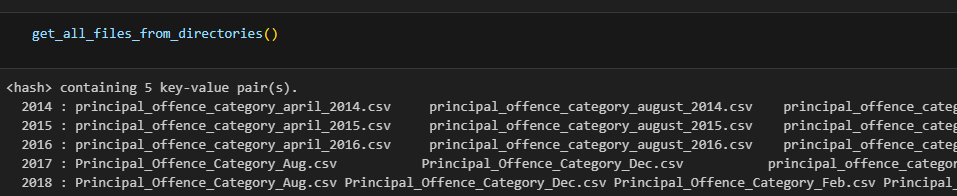 get_all_files_from_directories()
<hash> containing 5 key-value pair(s).
2014 : principal_offence_category_april_2014.csv principal_offence_category_august_2014.csv principal_offence_categ
2015 : principal_offence_category_april_2015.csv principal_offence_category_august_2015.csv principal_offence_categ
2016 : principal_offence_category_april_2016.csv principal_offence_category_august_2016.csv principal_offence_categ
2017 : Principal_Offence_Category_Aug.csv Principal_Offence_Category_Dec.csv principal_offence_categor
2018 : Principal_Offence_Category_Aug.csv Principal_Offence_Category_Dec.csv Principal_Offence_Category_Feb.csv Principal_